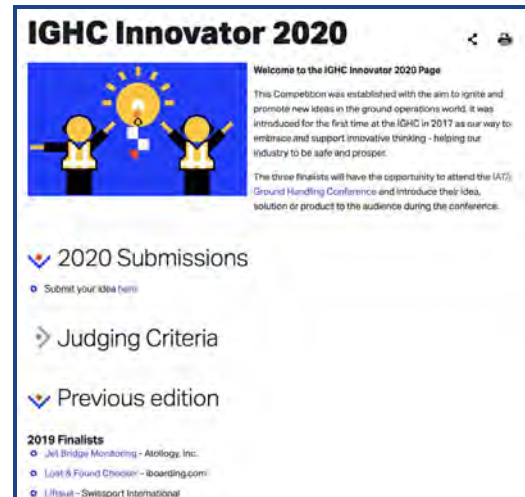 IGHC Innovator 2020
Welcome to the IGHC Innovator 2020 Page
This Competition was established with the aim to ignite and
promote new ideas in the ground operations world. It was
introduced for the first time at the IGHC in 2017 as our way to
embrace and support innovative thinking - helping our
industry to be safe and prosper.
The three finalists will have the opportunity to attend the IATA
Ground Handling Conference and introduce their idea,
solution or product to the audience during the conference.
2020 Submissions
Submit your idea here
Judging Criteria
Previous edition
2019 Finalists
Jet Bridge Monitoring - Atollogy, Inc.
Lost & Found Checker - iboarding.com
Liftsuit - Swissport International